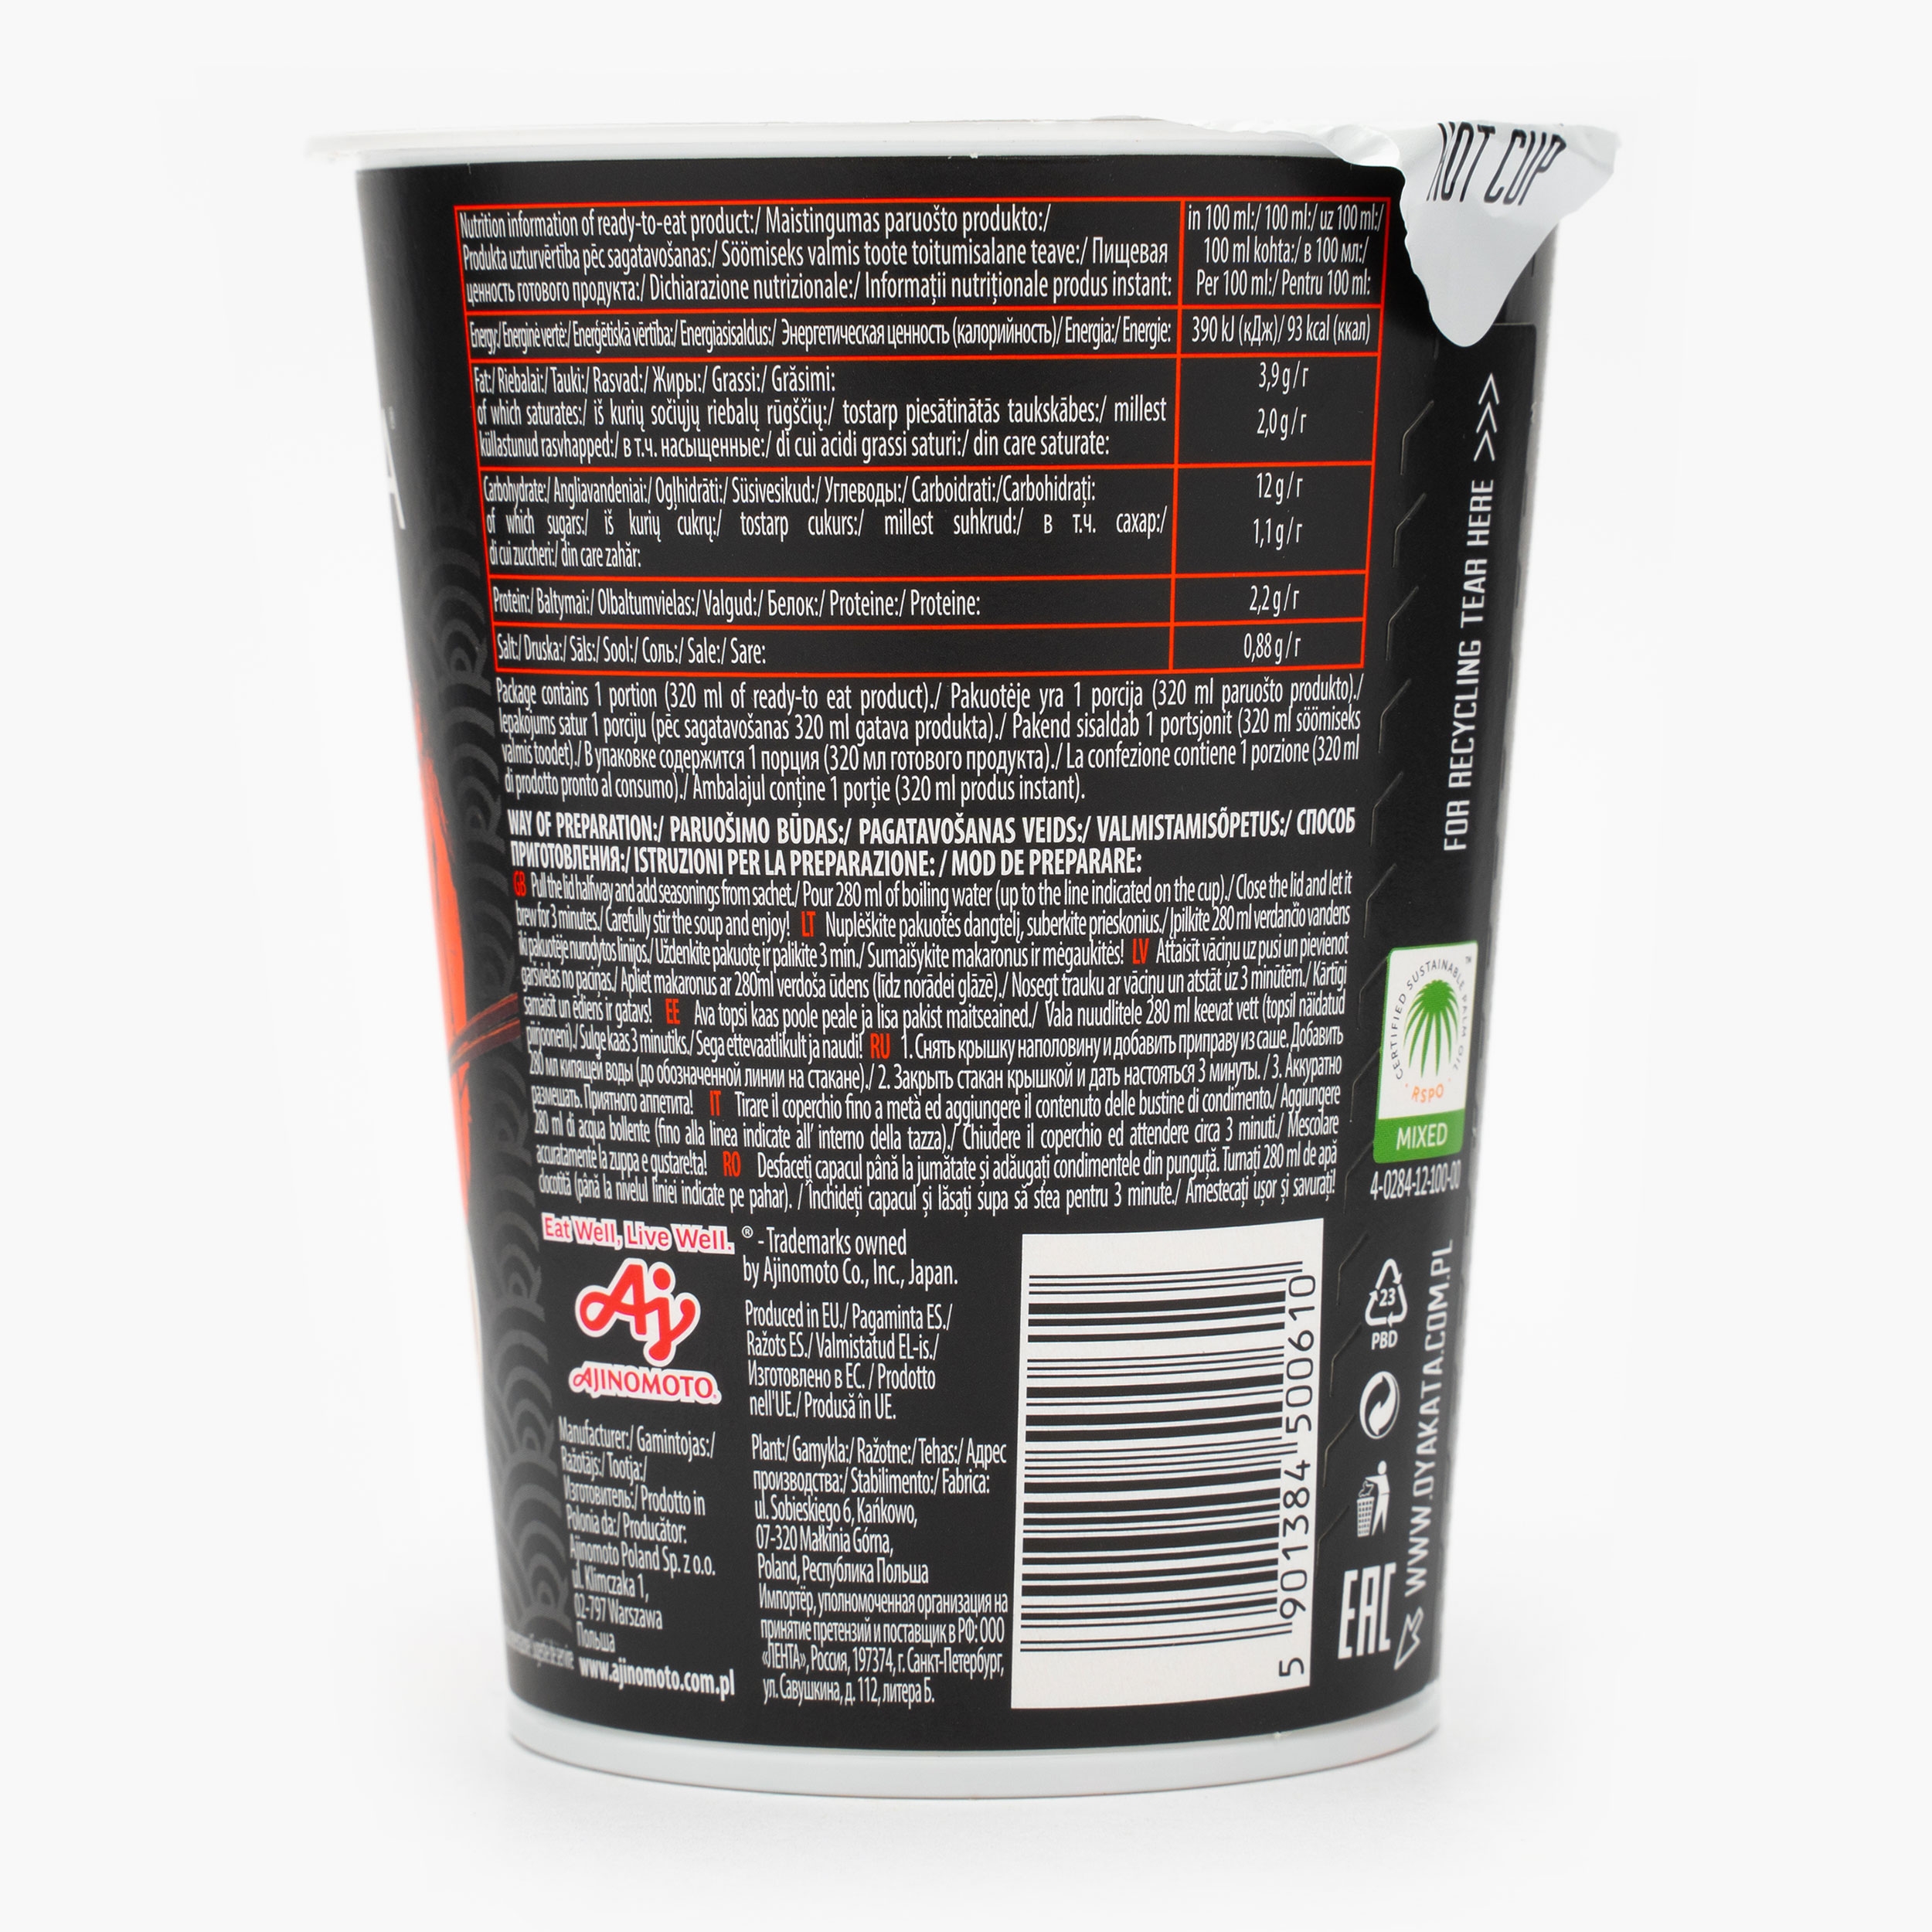 HOT CUP
Nutrition information of ready-to-eat product:/ Maistingumas paruošto produkto:/
Produkta uzturvērtība pēc sagatavošanas:/ Söömiseks valmis toote toitumisalane teave:/ Пищевая
ценность готового продукта:/ Dichiarazione nutrizionale:/ Informații nutriționale produs instant:
in 100 ml:/ 100 ml:/ uz 100 ml:/
100 ml kohta:/ в 100 мл:/
Per 100 ml:/ Pentru 100 ml:
Energy:/ Energinė vertė:/ Enerģētiskā vērtība:/ Energiasisaldus:/ Энергетическая ценность (калорийность)/ Energia:/ Energie:
390 kJ (кДж)/ 93 kcal (ккал)
Fat:/ Riebalai:/ Tauki:/ Rasvad:/ Жиры:/ Grassi:/ Grăsimi:
3,9 g/г
of which saturates:/ iš kurių sočiųjų riebalų rūgščių:/ tostarp piesātinātās taukskābes:/ millest
küllastunud rasvhapped:/ в т.ч. насыщенные:/ di cui acidi grassi saturi:/ din care saturate:
2,0 g/г
Carbohydrate:/ Angliavandeniai:/ Ogļhidrāti:/ Süsivesikud:/ Углеводы:/ Carboidrati:/Carbohidrați:
12 g/г
of which sugars:/ iš kurių cukrų:/ tostarp cukurs:/ millest suhkrud:/ в т.ч. сахар:/
di cui zuccheri:/ din care zahăr:
1,1 g/г
Protein:/ Baltymai:/ Olbaltumvielas:/ Valgud:/ Белок:/ Proteine:/ Proteine:
2,2 g/г
Salt:/ Druska:/ Sāls:/ Sool:/ Соль:/ Sale:/ Sare:
0,88 g/г
Package contains 1 portion (320 ml of ready-to eat product)./ Pakuotėje yra 1 porcija (320 ml paruošto produkto)./
Iepakojums satur 1 porciju (pēc sagatavošanas 320 ml gatava produkta)./ Pakend sisaldab 1 portsjonit (320 ml söömiseks
valmis toodet)./ В упаковке содержится 1 порция (320 мл готового продукта)./ La confezione contiene 1 porzione (320 ml
di prodotto pronto al consumo)./ Ambalajul conține 1 porție (320 ml produs instant).
WAY OF PREPARATION:/ PARUOŠIMO BŪDAS:/ PAGATAVOŠANAS VEIDS:/ VALMISTAMISÕPETUS:/ СПОСОБ
ПРИГОТОВЛЕНИЯ:/ ISTRUZIONI PER LA PREPARAZIONE: / MOD DE PREPARARE:
GB Pull the lid halfway and add seasonings from sachet./ Pour 280 ml of boiling water (up to the line indicated on the cup)./ Close the lid and let it
brew for 3 minutes./ Carefully stir the soup and enjoy! LT Nuplėškite pakuotės dangtelį, suberkite prieskonius./ Įpilkite 280 ml verdančio vandens
iki pakuotėje nurodytos linijos./ Uždenkite pakuotę ir palikite 3 min./ Sumaišykite makaronus ir mėgaukitės! LV Attaisīt vāciņu uz pusi un pievienot
garšvielas no paciņas./ Apliet makaronus ar 280ml verdoša ūdens (līdz norādei glāzē)./ Nosegt trauku ar vāciņu un atstāt uz 3 minūtēm./ Kārtīgi
samaisīt un ēdiens ir gatavs! EE Ava topsi kaas poole peale ja lisa pakist maitseained./ Vala nuudlitele 280 ml keevat vett (topsil näidatud
piirjooneni)./ Sulge kaas 3 minutiks./ Sega ettevaatlikult ja naudi! RU 1. Снять крышку наполовину и добавить приправу из саше. Добавить
280 мл кипящей воды (до обозначенной линии на стакане)./ 2. Закрыть стакан крышкой и дать настояться 3 минуты. / 3. Аккуратно
размешать. Приятного аппетита! IT Tirare il coperchio fino a metà ed aggiungere il contenuto delle bustine di condimento./ Aggiungere
280 ml di acqua bollente (fino alla linea indicate all' interno della tazza)./ Chiudere il coperchio ed attendere circa 3 minuti./ Mescolare
accuratamente la zuppa e gustarelta! RO Desfaceți capacul până la jumătate și adăugați condimentele din punguță. Turnați 280 ml de apă
clocotită (până la nivelul liniei indicate pe pahar). / Închideți capacul și lăsați supa să stea pentru 3 minute./ Amestecați ușor și savurați!
Eat Well, Live Well.
Aj
AJINOMOTO.
® - Trademarks owned
by Ajinomoto Co., Inc., Japan.
Produced in EU./ Pagaminta ES./
Ražots ES./ Valmistatud EL-is./
Изготовлено в ЕС. / Prodotto
nell'UE./ Produsă în UE.
Manufacturer:/ Gamintojas:/
Ražotājs:/ Tootja:/
Изготовитель:/ Prodotto in
Polonia da:/ Producător:
Ajinomoto Poland Sp. z o.o.
ul. Klimczaka 1,
02-797 Warszawa
Польша
www.ajinomoto.com.pl
Plant:/ Gamykla:/ Ražotne:/ Tehas:/ Адрес
производства:/ Stabilimento:/ Fabrica:
ul. Sobieskiego 6, Kańkowo,
07-320 Małkinia Górna,
Poland, Республика Польша
Импортёр, уполномоченная организация на
принятие претензий и поставщик в РФ: ООО
«ЛЕНТА», Россия, 197374, г. Санкт-Петербург,
ул. Савушкина, д. 112, литера Б.
5 901384 500610
FOR RECYCLING TEAR HERE >>>
CERTIFIED SUSTAINABLE PALM OIL
™
RSPO
MIXED
4-0284-12-100-00
23
PBD
EAC
WWW.OYAKATA.COM.PL
A